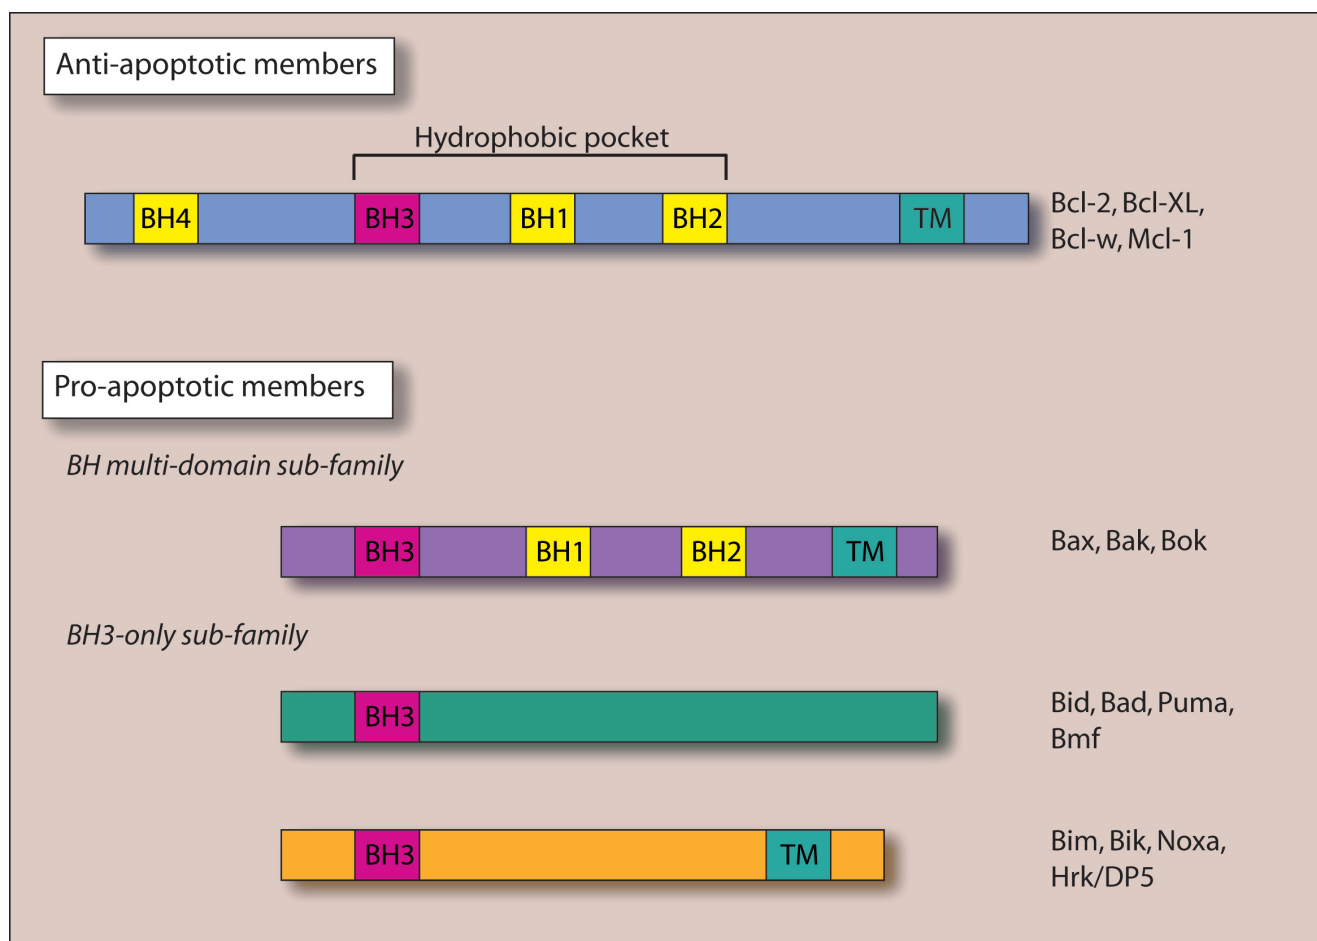 Anti-apoptotic members
Hydrophobic pocket
BH4 BH3 BH1 BH2 TM
Bcl-2, Bcl-XL,
Bcl-w, Mcl-1
Pro-apoptotic members
BH multi-domain sub-family
BH3 BH1 BH2 TM
Bax, Bak, Bok
BH3-only sub-family
BH3
Bid, Bad, Puma,
Bmf
BH3 TM
Bim, Bik, Noxa,
Hrk/DP5